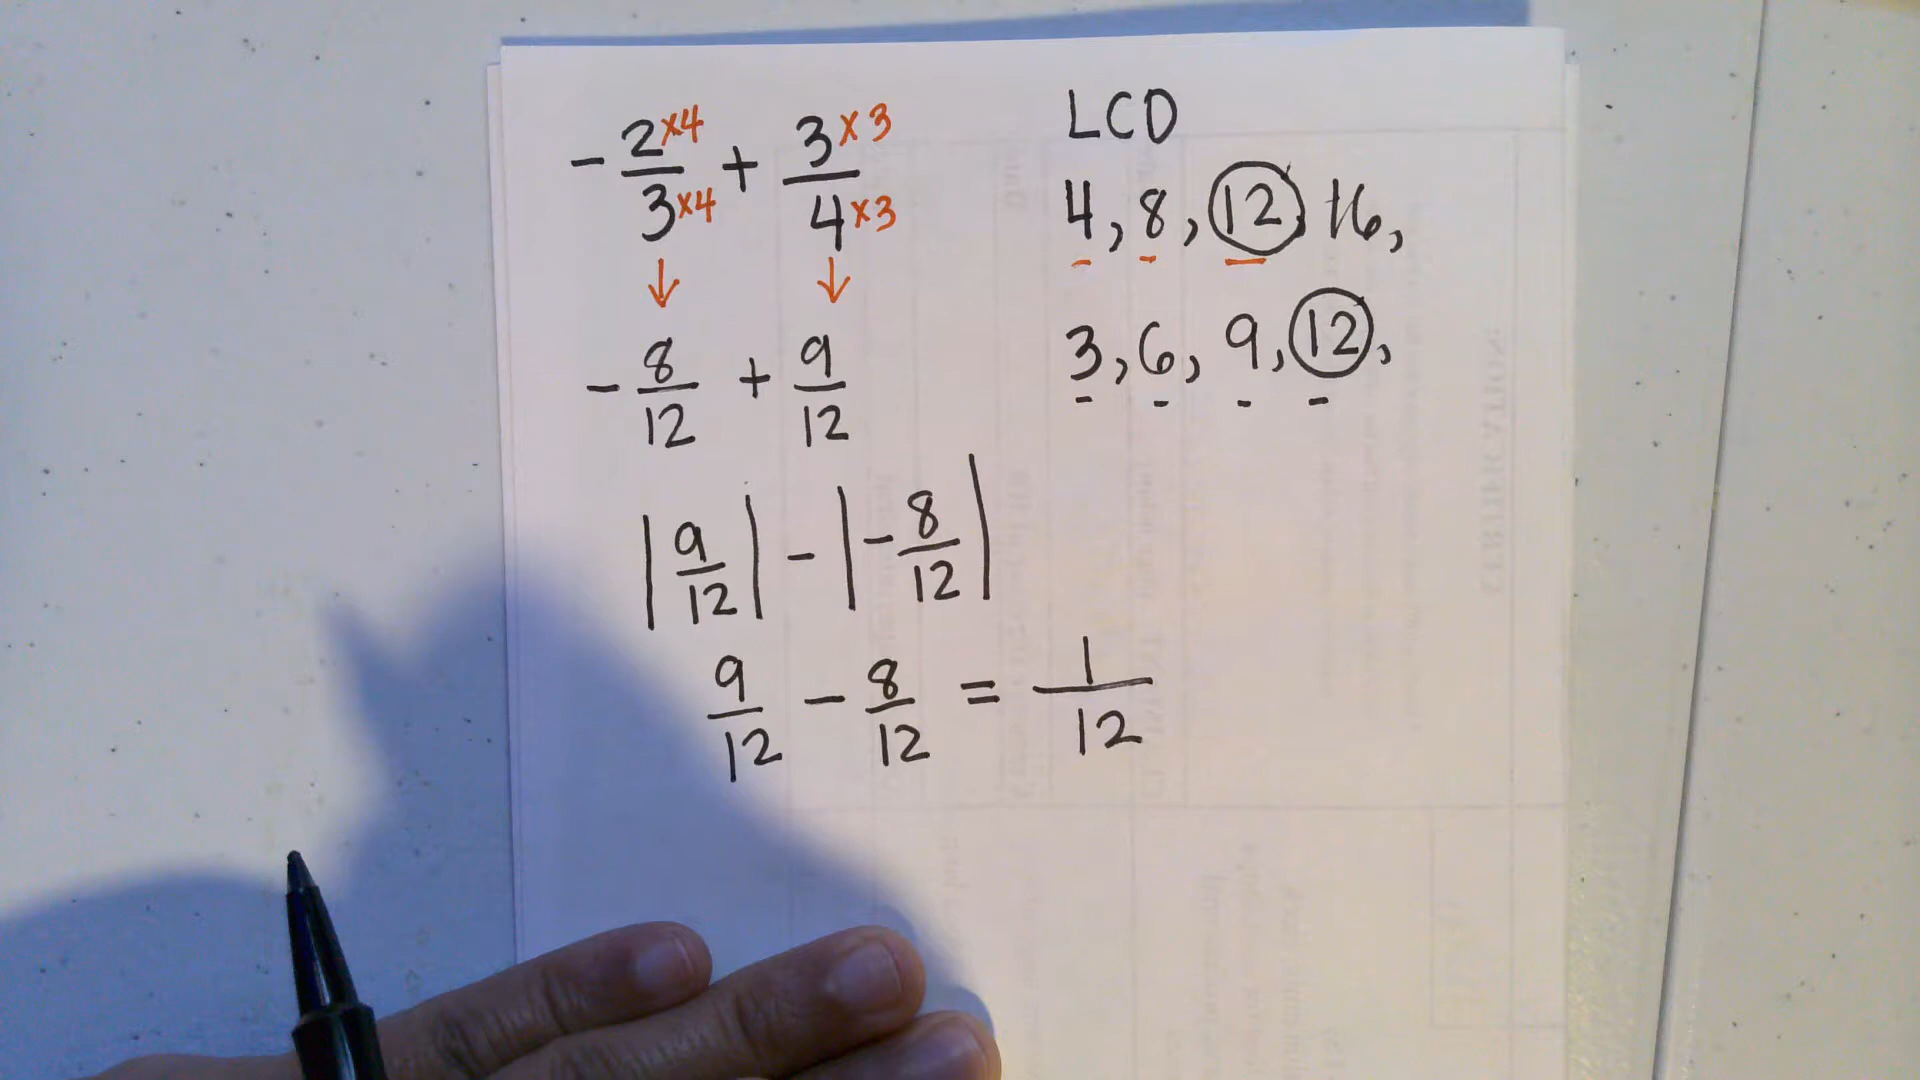 -2×4/3×4 + 3×3/4×3
↓ ↓
-8/12 + 9/12
|9/12| - |-8/12|
9/12 - 8/12 = 1/12
LCD
4, 8, 12, 16,
3, 6, 9, 12,
CERTIFICATION